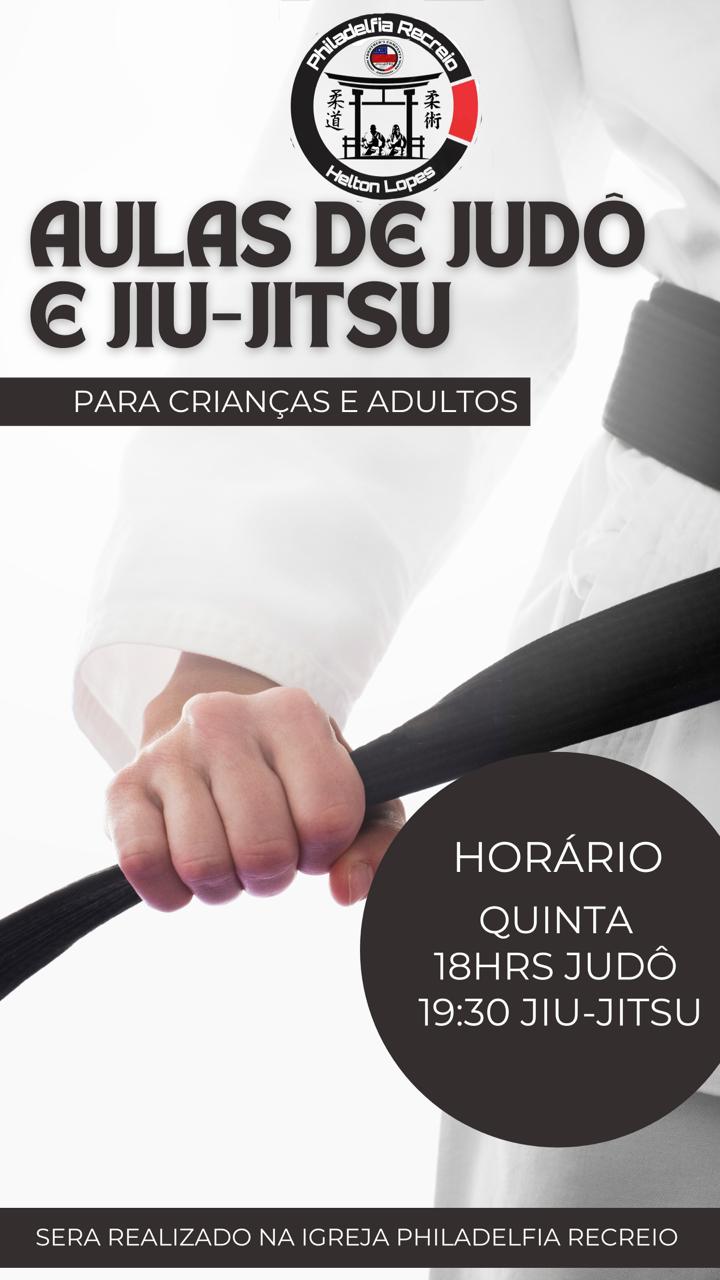 Philadelfia Recreio
柔道
柔術
Helton Lopes
AULAS DE JUDÔ
E JIU-JITSU
PARA CRIANÇAS E ADULTOS
HORÁRIO
QUINTA
18HRS JUDÔ
19:30 JIU-JITSU
SERA REALIZADO NA IGREJA PHILADELFIA RECREIO